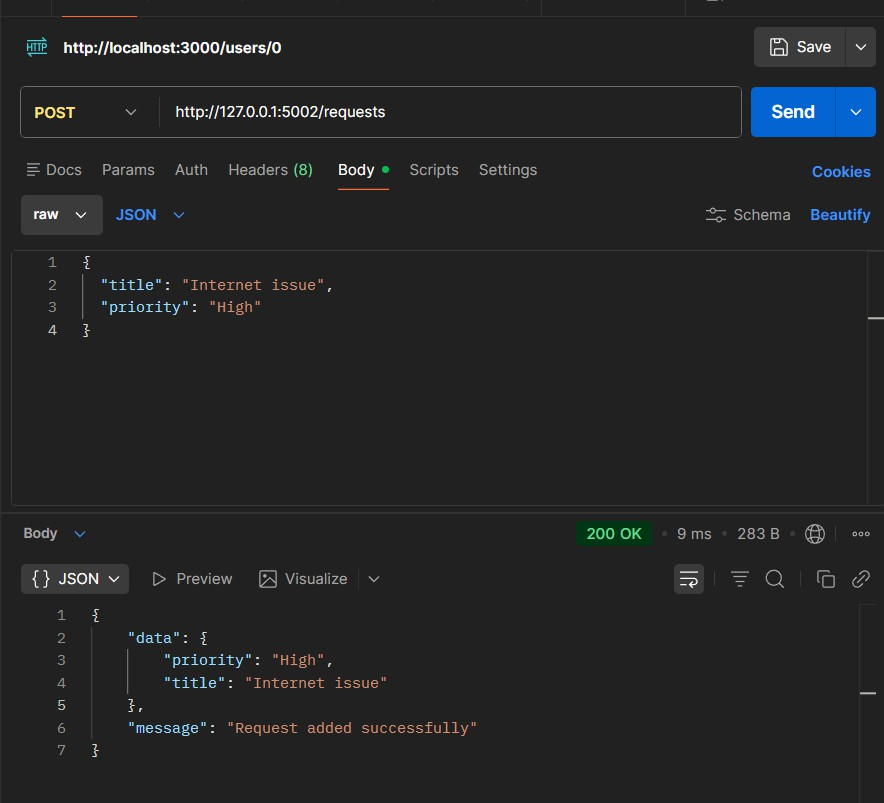 HTTP http://localhost:3000/users/0 Save
POST http://127.0.0.1:5002/requests Send
Docs Params Auth Headers (8) Body Scripts Settings Cookies
raw JSON Schema Beautify
1 {
2 "title": "Internet issue",
3 "priority": "High"
4 }
Body 200 OK 9 ms 283 B
{} JSON Preview Visualize
1 {
2 "data": {
3 "priority": "High",
4 "title": "Internet issue"
5 },
6 "message": "Request added successfully"
7 }